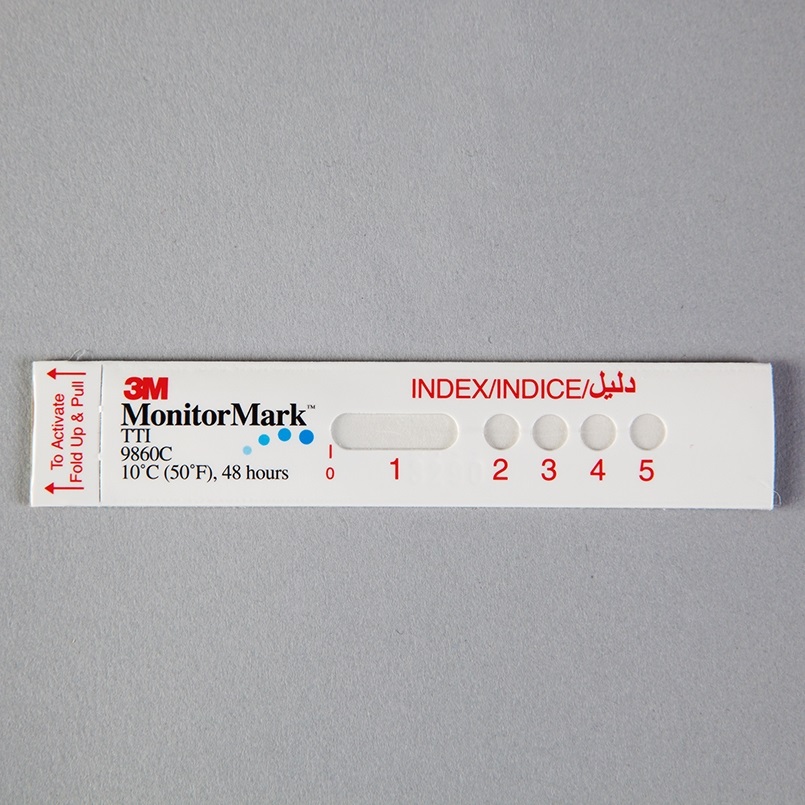 To Activate
Fold Up & Pull
3M
MonitorMark™
TTI
9860C
10˚C (50˚F), 48 hours
INDEX/INDICE/دليل
0 1 2 3 4 5